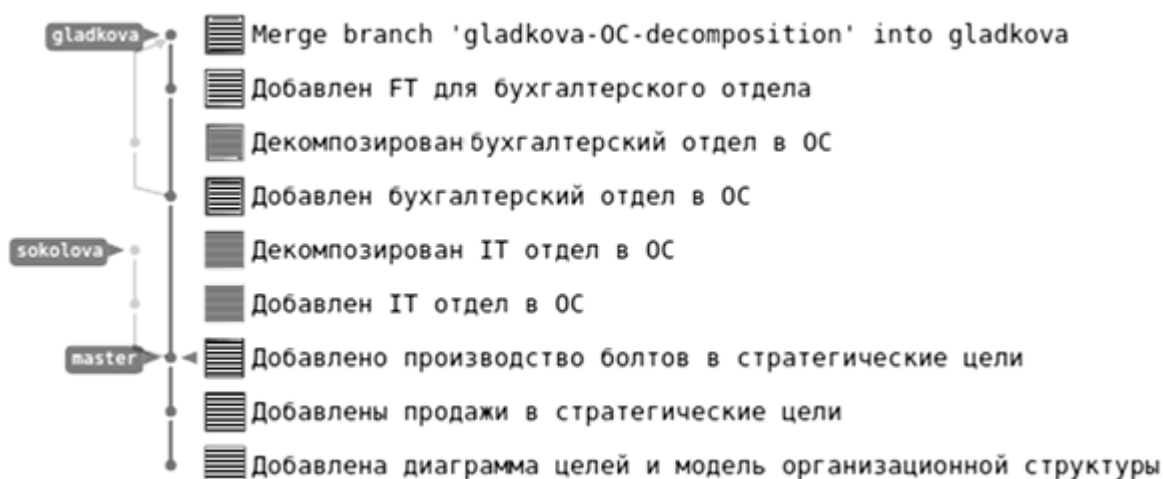 gladkova Merge branch 'gladkova-OC-decomposition' into gladkova
Добавлен FT для бухгалтерского отдела
Декомпозирован бухгалтерский отдел в ОС
Добавлен бухгалтерский отдел в ОС
sokolova Декомпозирован IT отдел в ОС
Добавлен IT отдел в ОС
master Добавлено производство болтов в стратегические цели
Добавлены продажи в стратегические цели
Добавлена диаграмма целей и модель организационной структуры